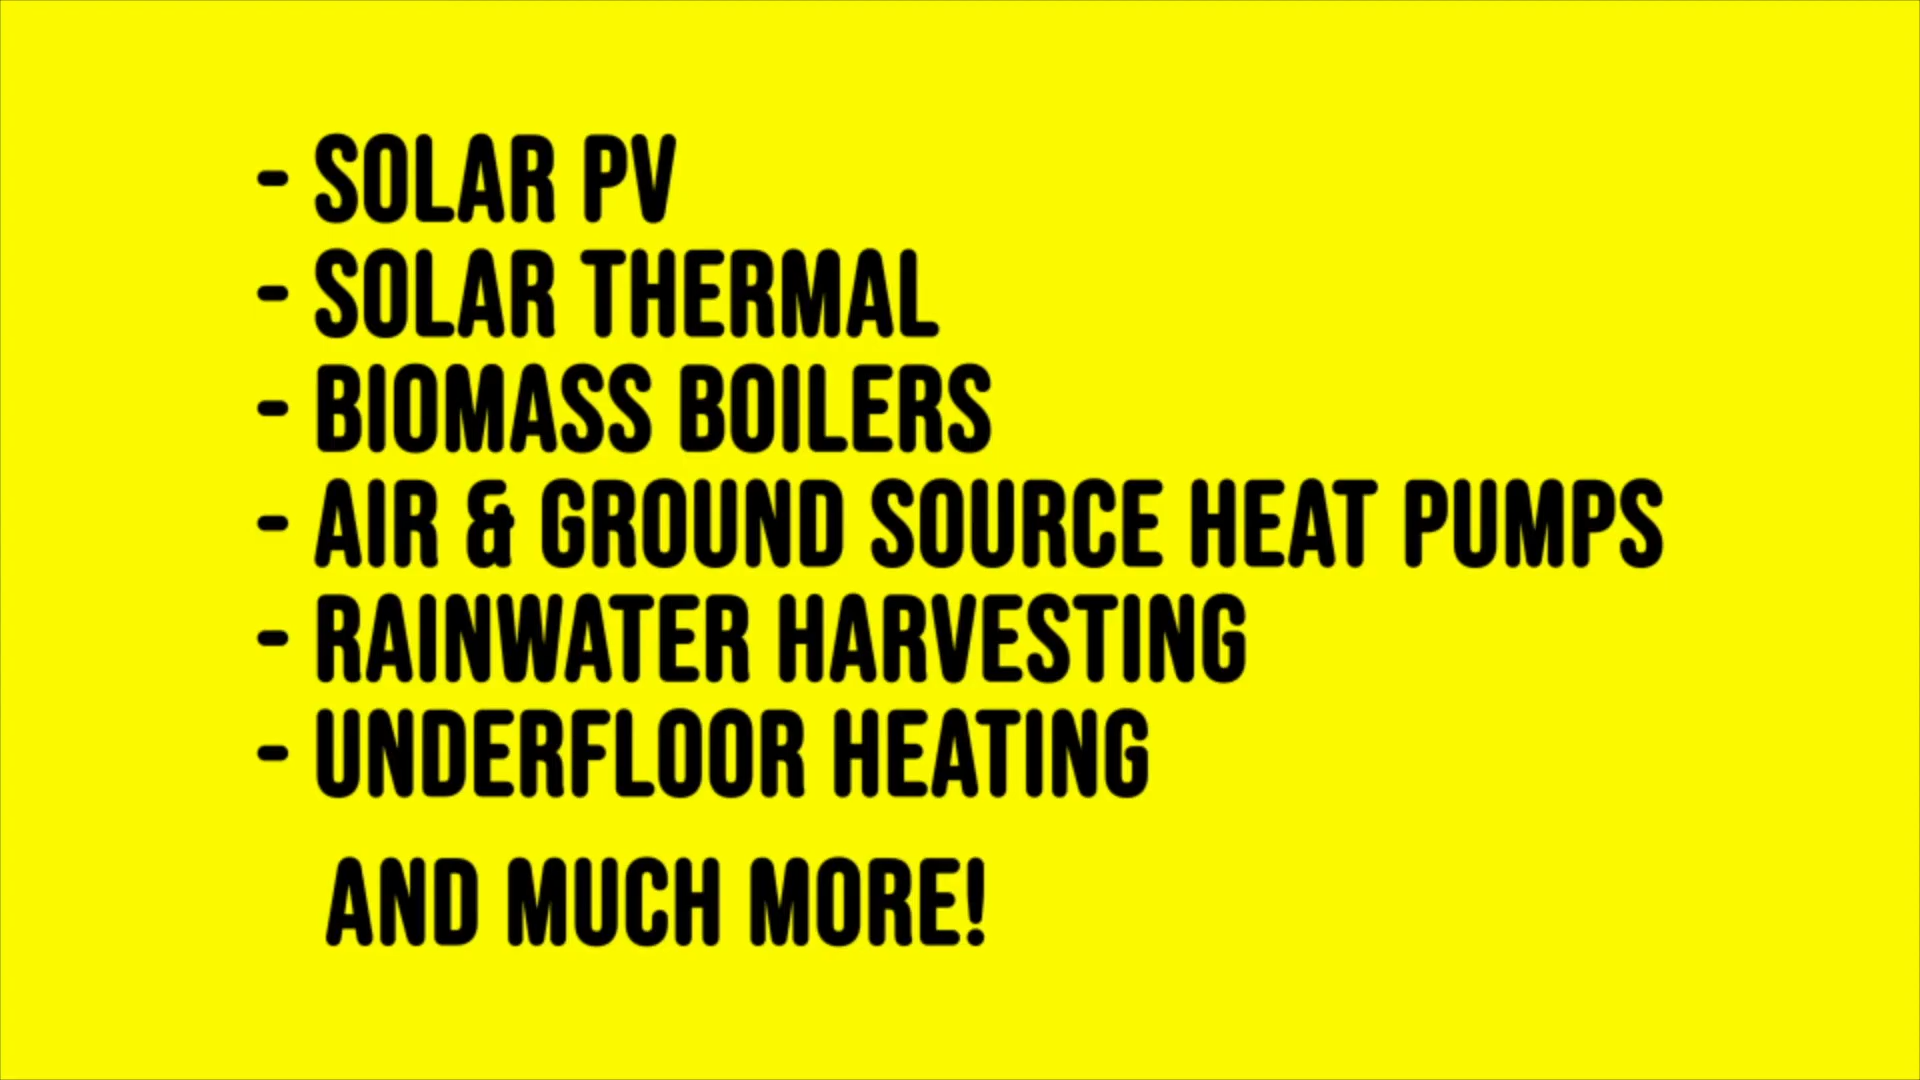 - SOLAR PV
- SOLAR THERMAL
- BIOMASS BOILERS
- AIR & GROUND SOURCE HEAT PUMPS
- RAINWATER HARVESTING
- UNDERFLOOR HEATING
AND MUCH MORE!